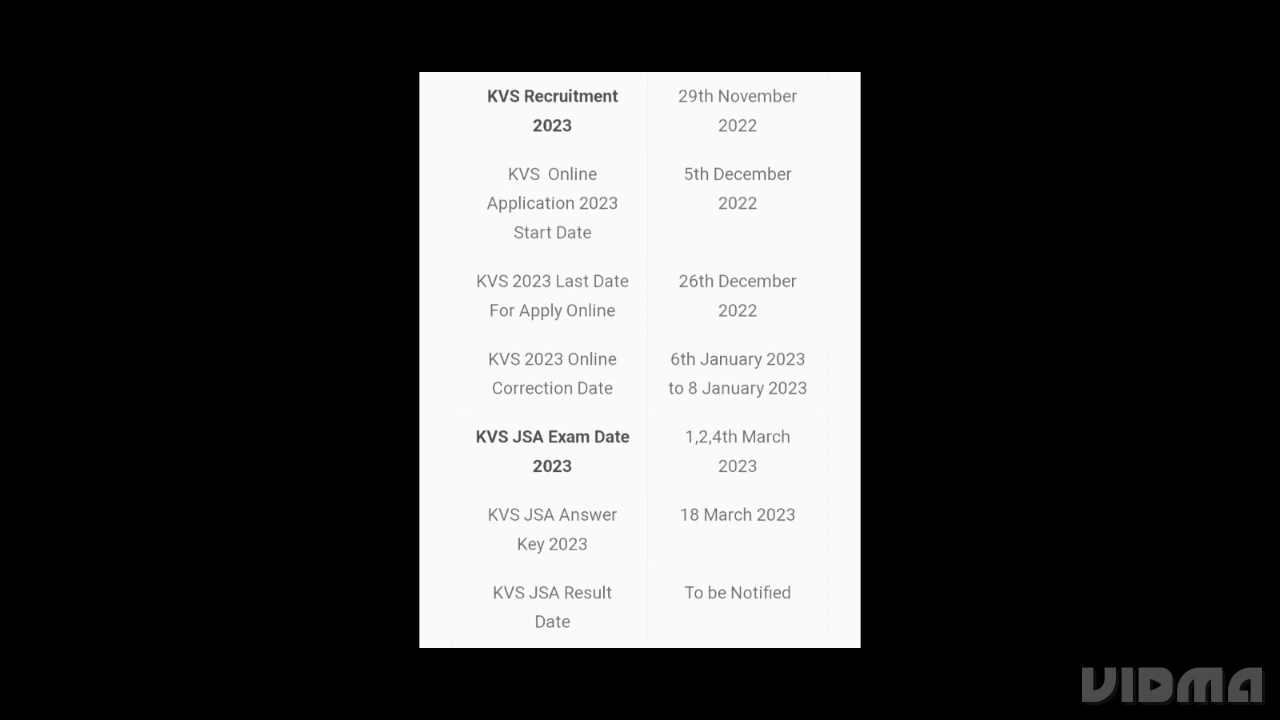 KVS Recruitment 29th November
2023 2022
KVS Online 5th December
Application 2023 2022
Start Date
KVS 2023 Last Date 26th December
For Apply Online 2022
KVS 2023 Online 6th January 2023
Correction Date to 8 January 2023
KVS JSA Exam Date 1,2,4th March
2023 2023
KVS JSA Answer 18 March 2023
Key 2023
KVS JSA Result To be Notified
Date
VIDMA